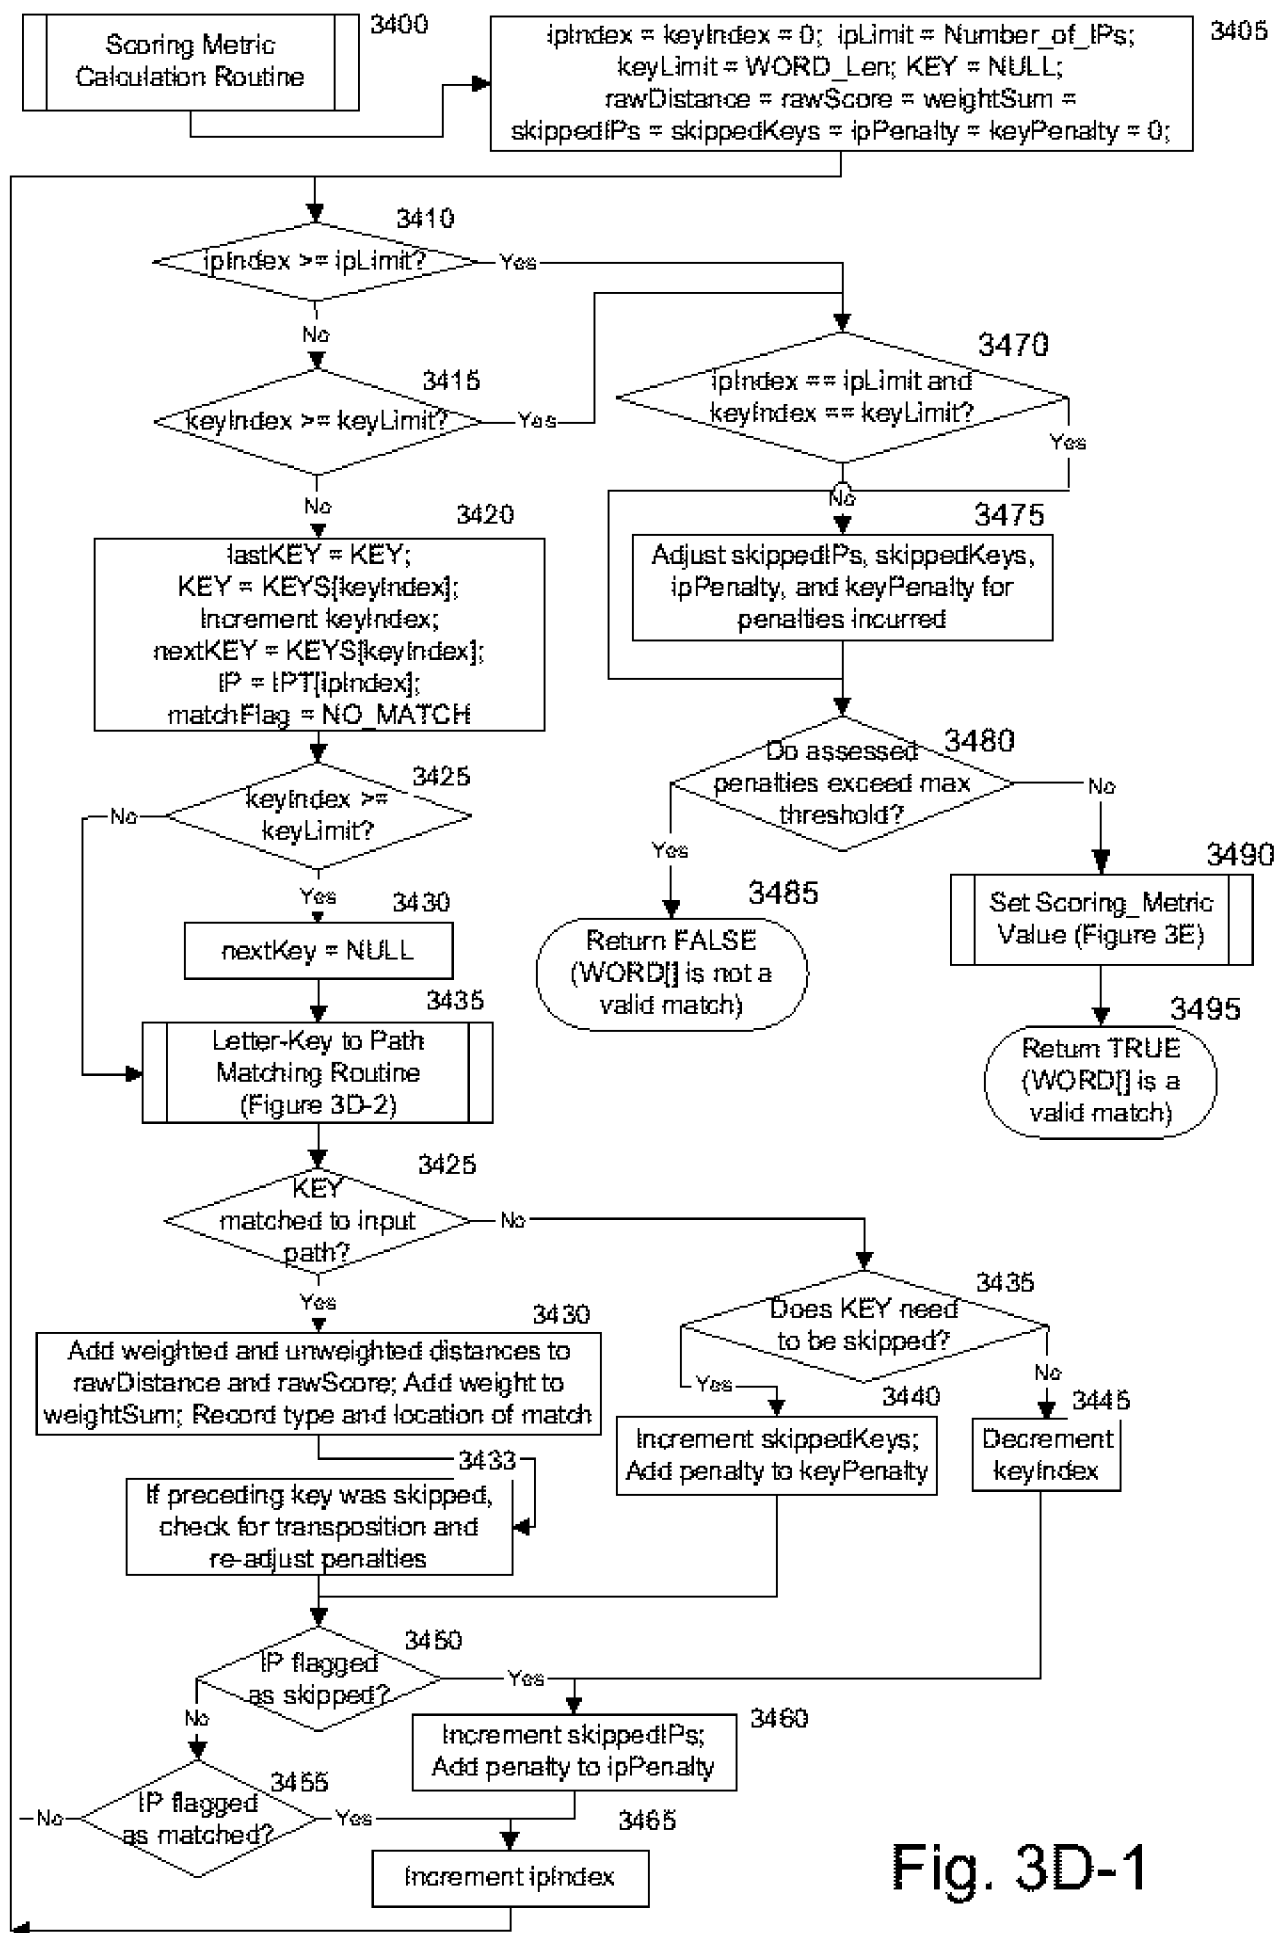 Scoring Metric
Calculation Routine
3400
ipIndex = keyIndex = 0; ipLimit = Number_of_IPs;
keyLimit = WORD_Len; KEY = NULL;
rawDistance = rawScore = weightSum =
skippedIPs = skippedKeys = ipPenalty = keyPenalty = 0;
3405
3410
ipIndex >= ipLimit?
Yes
No
3415
keyIndex >= keyLimit?
Yes
No
3470
ipIndex == ipLimit and
keyIndex == keyLimit?
Yes
No
3420
lastKEY = KEY;
KEY = KEYS[keyIndex];
Increment keyIndex;
nextKEY = KEYS[keyIndex];
IP = IPT[ipIndex];
matchFlag = NO_MATCH
3475
Adjust skippedIPs, skippedKeys,
ipPenalty, and keyPenalty for
penalties incurred
3425
keyIndex >=
keyLimit?
No
Yes
3480
Do assessed
penalties exceed max
threshold?
No
Yes
3430
nextKey = NULL
3485
Return FALSE
(WORD[] is not a
valid match)
3490
Set Scoring_Metric
Value (Figure 3E)
3495
Return TRUE
(WORD[] is a
valid match)
3435
Letter-Key to Path
Matching Routine
(Figure 3D-2)
3425
KEY
matched to input
path?
No
Yes
3435
Does KEY need
to be skipped?
Yes
No
3430
Add weighted and unweighted distances to
rawDistance and rawScore; Add weight to
weightSum; Record type and location of match
3440
Increment skippedKeys;
Add penalty to keyPenalty
3445
Decrement
keyIndex
3433
If preceding key was skipped,
check for transposition and
re-adjust penalties
3450
IP flagged
as skipped?
Yes
No
3460
Increment skippedIPs;
Add penalty to ipPenalty
3455
IP flagged
as matched?
No
Yes
3465
Increment ipIndex
Fig. 3D-1